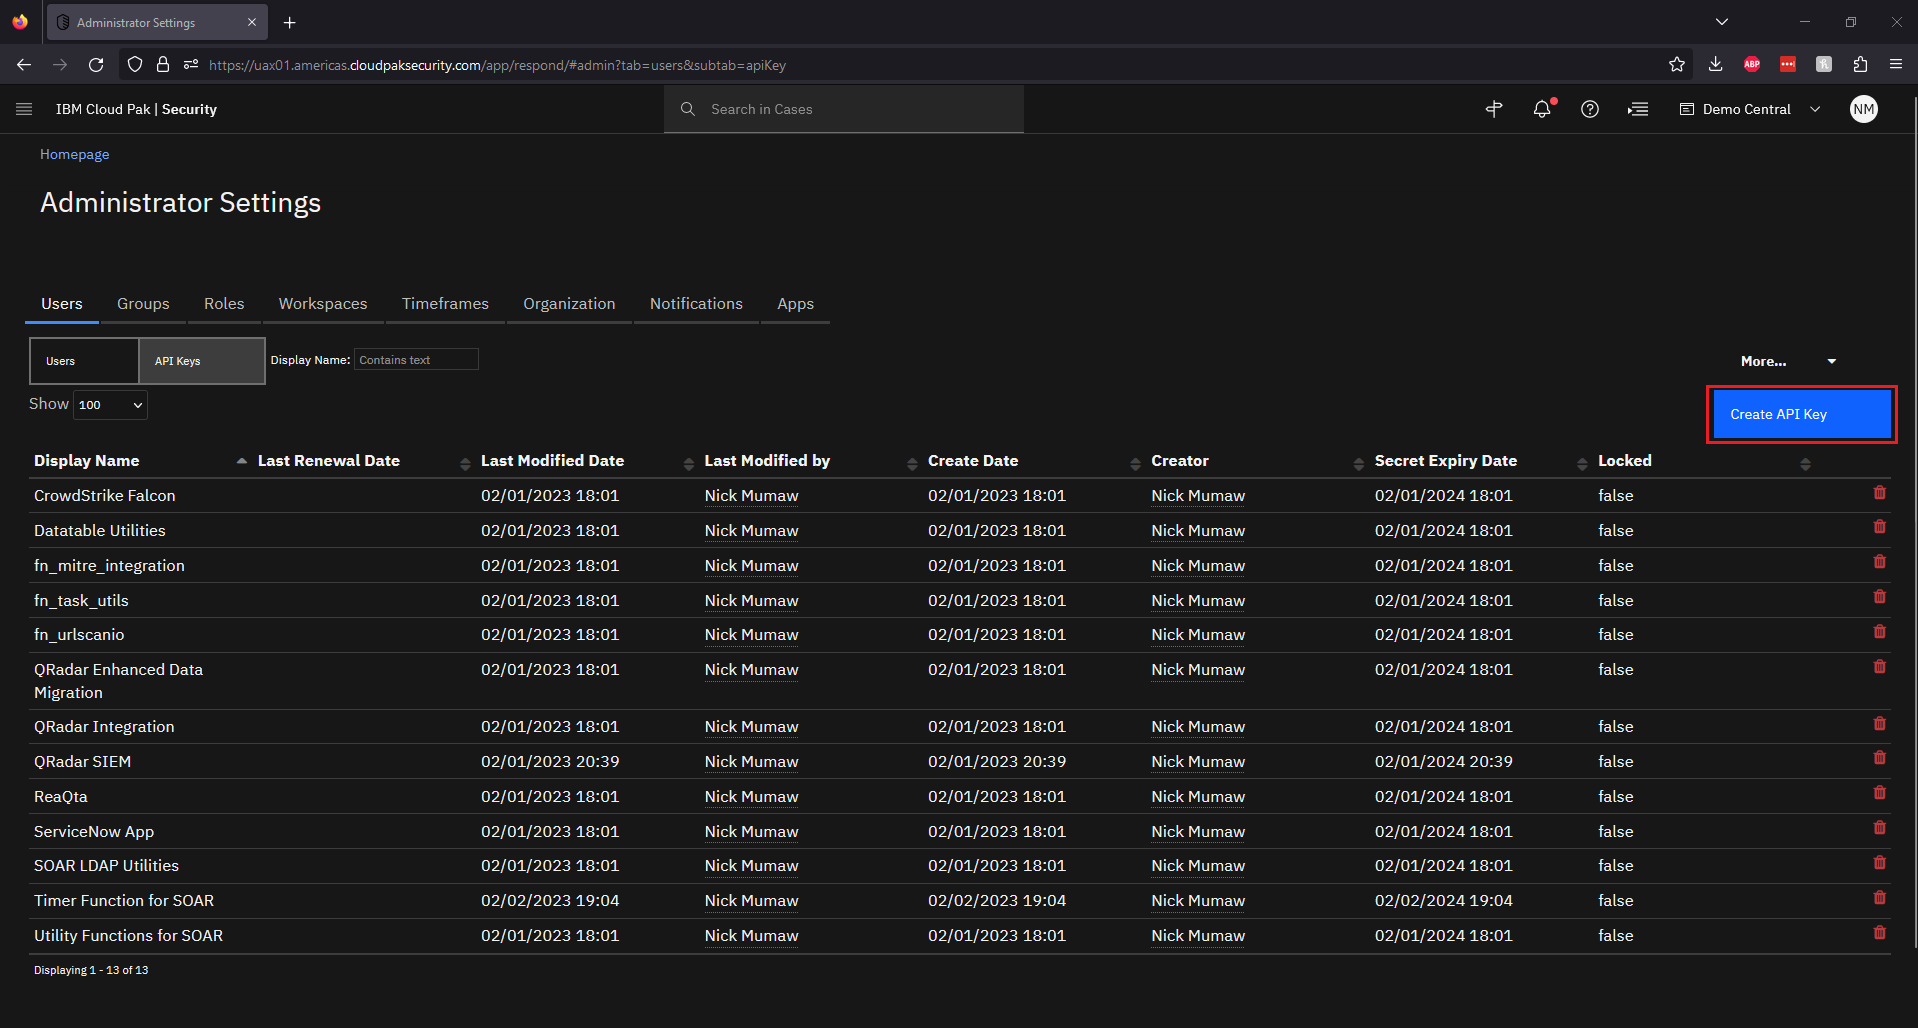 Administrator Settings
https://uax01.americas.cloudpaksecurity.com/app/respond/#admin?tab=users&subtab=apiKey
ABP
IBM Cloud Pak | Security
Search in Cases
Demo Central
NM
Homepage
Administrator Settings
Users Groups Roles Workspaces Timeframes Organization Notifications Apps
Users API Keys Display Name: Contains text More...
Show 100
Create API Key
Display Name Last Renewal Date Last Modified Date Last Modified by Create Date Creator Secret Expiry Date Locked
CrowdStrike Falcon 02/01/2023 18:01 Nick Mumaw 02/01/2023 18:01 Nick Mumaw 02/01/2024 18:01 false
Datatable Utilities 02/01/2023 18:01 Nick Mumaw 02/01/2023 18:01 Nick Mumaw 02/01/2024 18:01 false
fn_mitre_integration 02/01/2023 18:01 Nick Mumaw 02/01/2023 18:01 Nick Mumaw 02/01/2024 18:01 false
fn_task_utils 02/01/2023 18:01 Nick Mumaw 02/01/2023 18:01 Nick Mumaw 02/01/2024 18:01 false
fn_urlscanio 02/01/2023 18:01 Nick Mumaw 02/01/2023 18:01 Nick Mumaw 02/01/2024 18:01 false
QRadar Enhanced Data 02/01/2023 18:01 Nick Mumaw 02/01/2023 18:01 Nick Mumaw 02/01/2024 18:01 false
Migration
QRadar Integration 02/01/2023 18:01 Nick Mumaw 02/01/2023 18:01 Nick Mumaw 02/01/2024 18:01 false
QRadar SIEM 02/01/2023 20:39 Nick Mumaw 02/01/2023 20:39 Nick Mumaw 02/01/2024 20:39 false
ReaQta 02/01/2023 18:01 Nick Mumaw 02/01/2023 18:01 Nick Mumaw 02/01/2024 18:01 false
ServiceNow App 02/01/2023 18:01 Nick Mumaw 02/01/2023 18:01 Nick Mumaw 02/01/2024 18:01 false
SOAR LDAP Utilities 02/01/2023 18:01 Nick Mumaw 02/01/2023 18:01 Nick Mumaw 02/01/2024 18:01 false
Timer Function for SOAR 02/02/2023 19:04 Nick Mumaw 02/02/2023 19:04 Nick Mumaw 02/02/2024 19:04 false
Utility Functions for SOAR 02/01/2023 18:01 Nick Mumaw 02/01/2023 18:01 Nick Mumaw 02/01/2024 18:01 false
Displaying 1 - 13 of 13